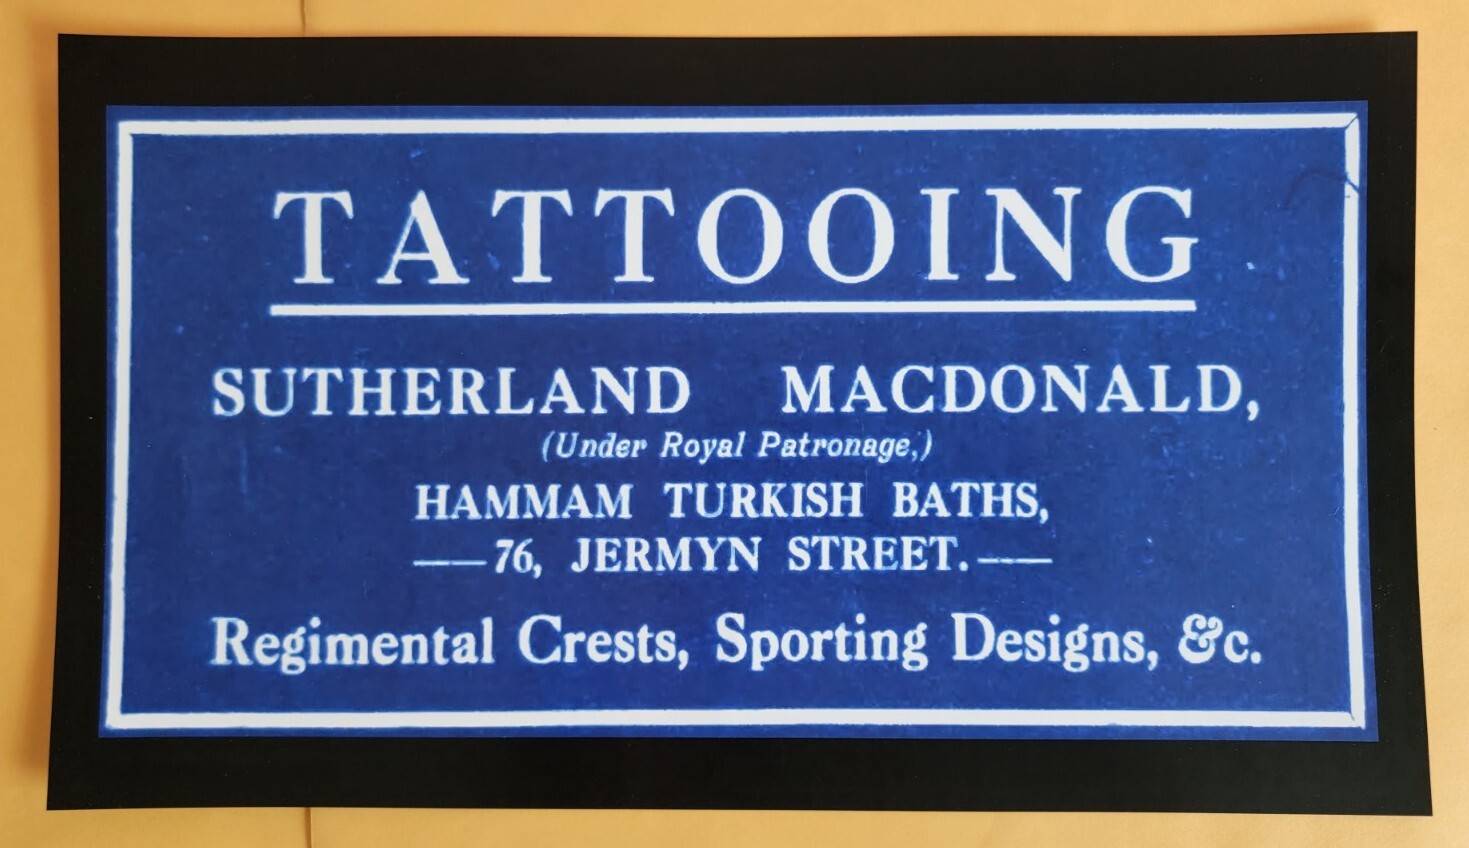 TATTOOING
SUTHERLAND MACDONALD,
(Under Royal Patronage,)
HAMMAM TURKISH BATHS,
—76, JERMYN STREET.—
Regimental Crests, Sporting Designs, &c.